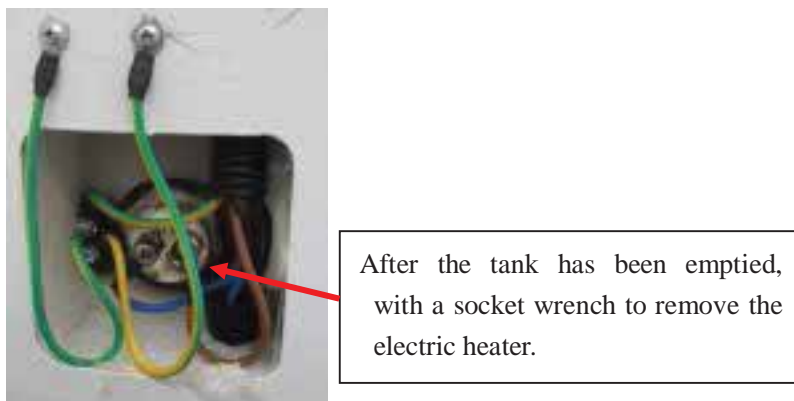 After the tank has been emptied,
with a socket wrench to remove the
electric heater.